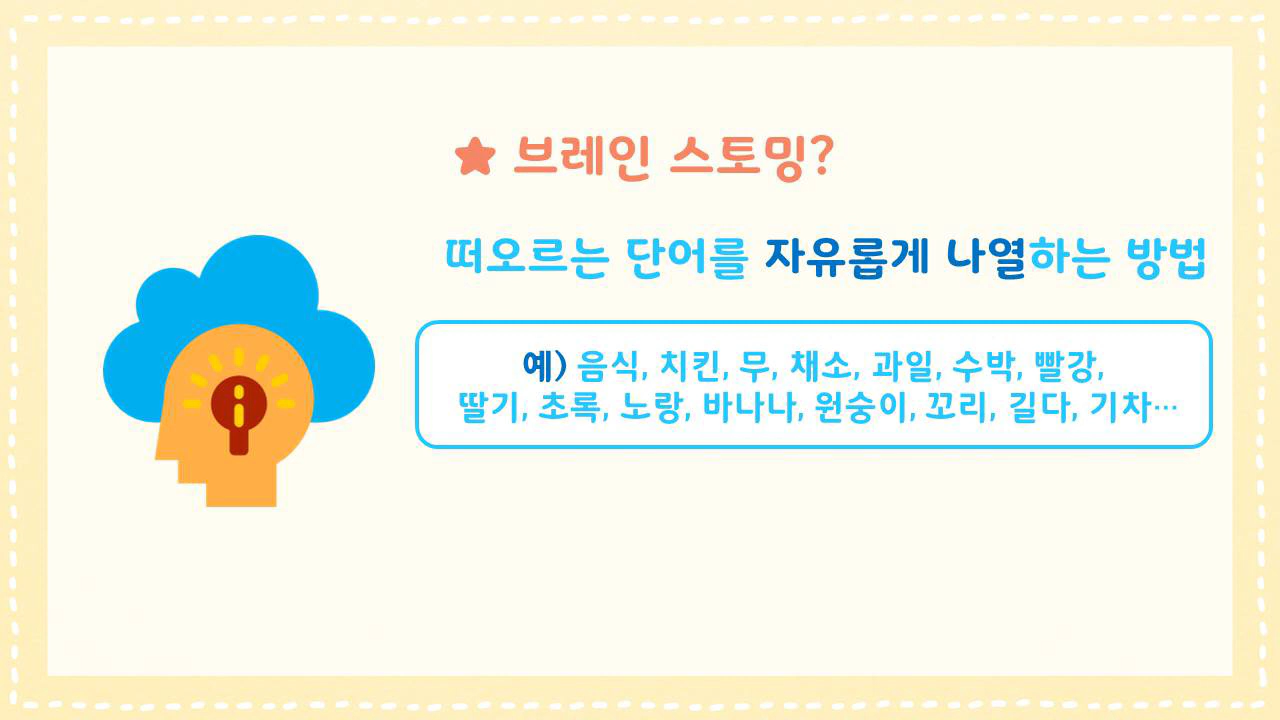 브레인 스토밍?
떠오르는 단어를 자유롭게 나열하는 방법
예) 음식, 치킨, 무, 채소, 과일, 수박, 빨강,
딸기, 초록, 노랑, 바나나, 원숭이, 꼬리, 길다, 기차…